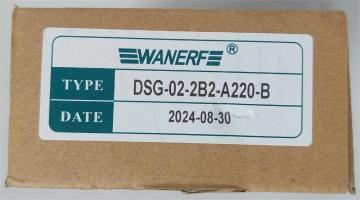 WANERF®
TYPE DSG-02-2B2-A220-B
DATE 2024-08-30